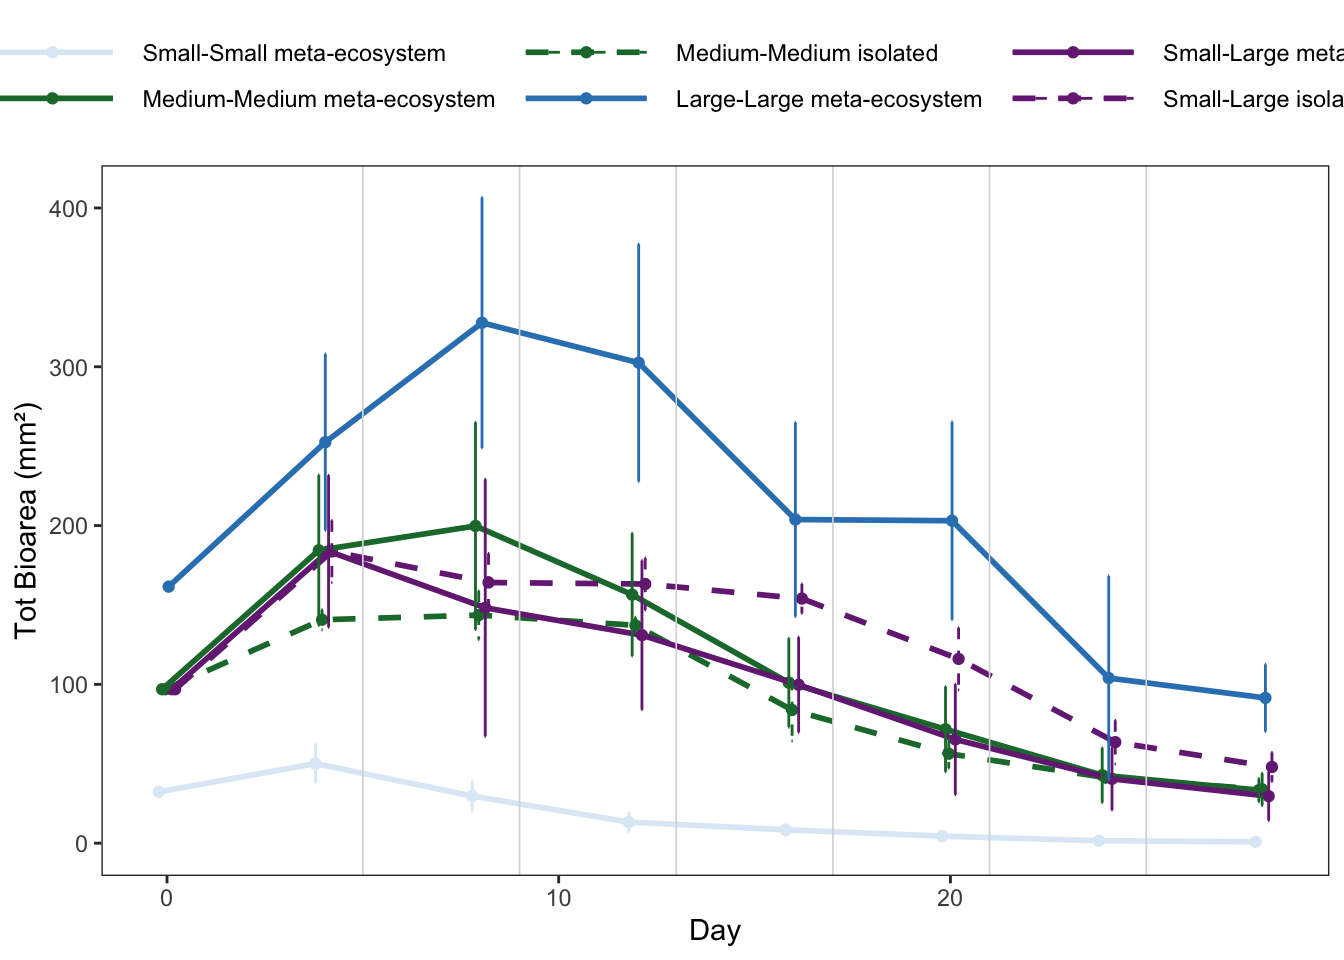 Small-Small meta-ecosystem Medium-Medium isolated Small-Large meta
Medium-Medium meta-ecosystem Large-Large meta-ecosystem Small-Large isola
400
300
200
100
0
Tot Bioarea (mm²)
0 10 20
Day